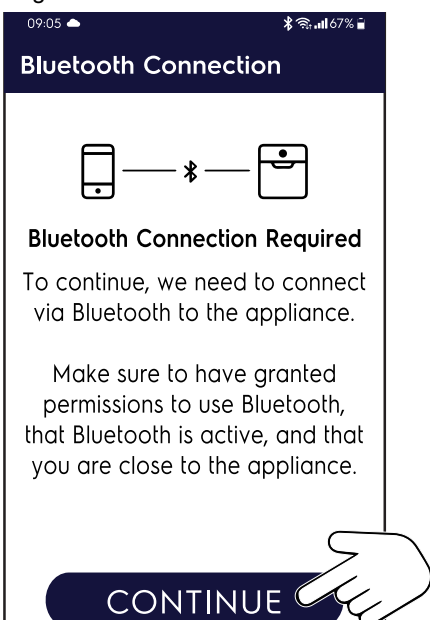 09:05 67%
Bluetooth Connection
Bluetooth Connection Required
To continue, we need to connect
via Bluetooth to the appliance.
Make sure to have granted
permissions to use Bluetooth,
that Bluetooth is active, and that
you are close to the appliance.
CONTINUE